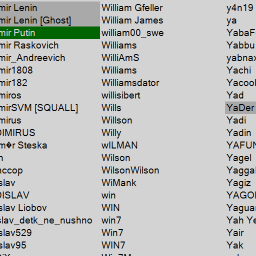 mir Lenin William Gfeller y4n19
mir Lenin [Ghost] William James ya
mir Putin william00_swe YabaF
mir Raskovich Williams Yabbu
mir_Andreevich WilliAmS yabnax
mir1808 williams Yachi
mir182 Williamsdator Yacool
miros willisibert Yad
mirSVM [SQUALL] Wills YaDer
mirus Willson Yadi
DIMIRUS Willy Yadin
m�r Steska wILMAN YAFUN
n Wilson Yagel
nccop WilsonWilson Yaggal
slav WiMank Yagiz
DISLAV win YAGOI
slav Liobov WIN Yaguar
slav_detk_ne_nushno win7 Yah Ye
slav529 Win7 Yair
slav95 WIN7 Yak